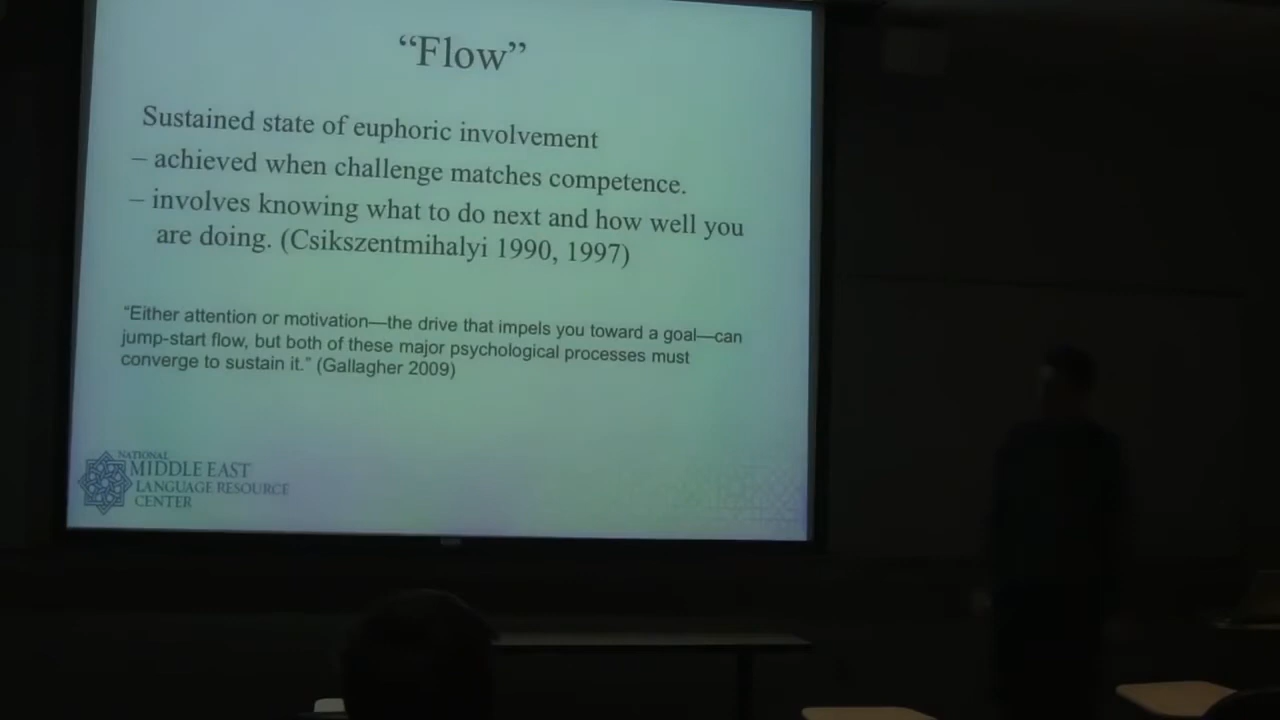 “Flow”
Sustained state of euphoric involvement
– achieved when challenge matches competence.
– involves knowing what to do next and how well you
are doing. (Csikszentmihalyi 1990, 1997)
“Either attention or motivation—the drive that impels you toward a goal—can
jump-start flow, but both of these major psychological processes must
converge to sustain it.” (Gallagher 2009)
NATIONAL
MIDDLE EAST
LANGUAGE RESOURCE
CENTER